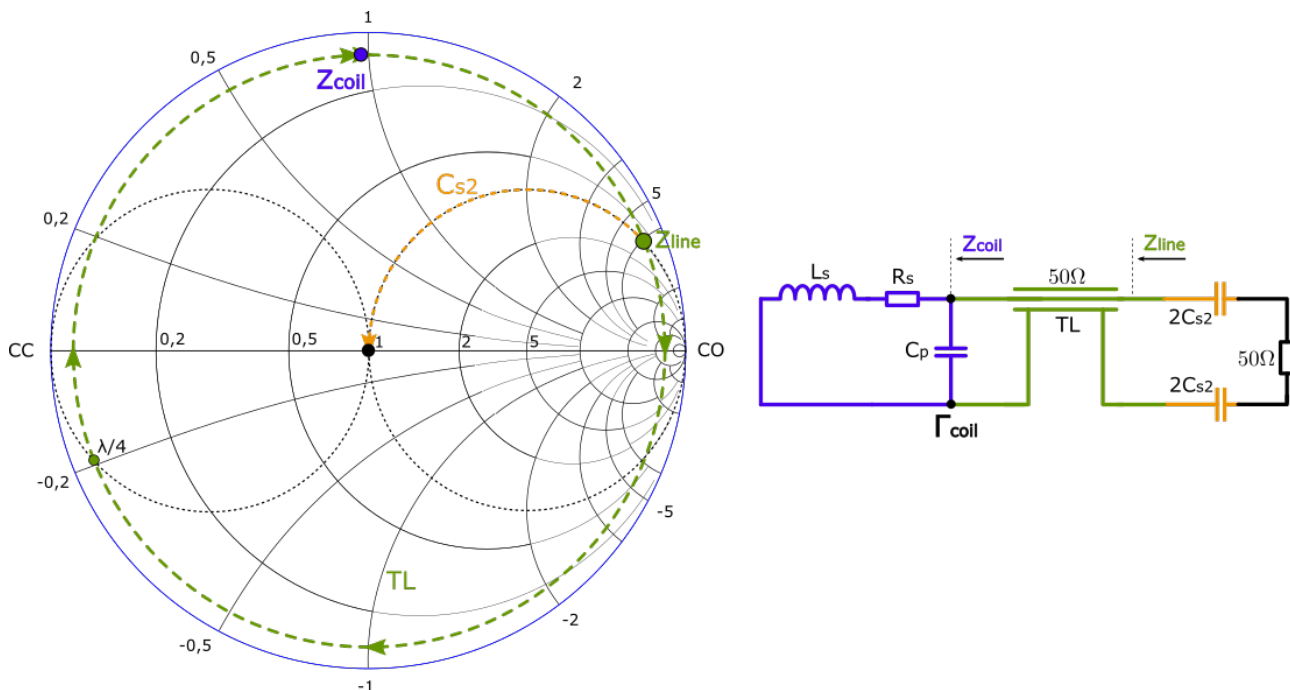 1
0,5
2
Zcoil
Cs2
5
0,2
Zline
CC
0,2
0,5
1
2
5
CO
λ/4
-0,2
-5
TL
-0,5
-2
-1
Zcoil
Zline
Ls
Rs
50Ω
TL
2Cs2
Cp
50Ω
2Cs2
Γcoil